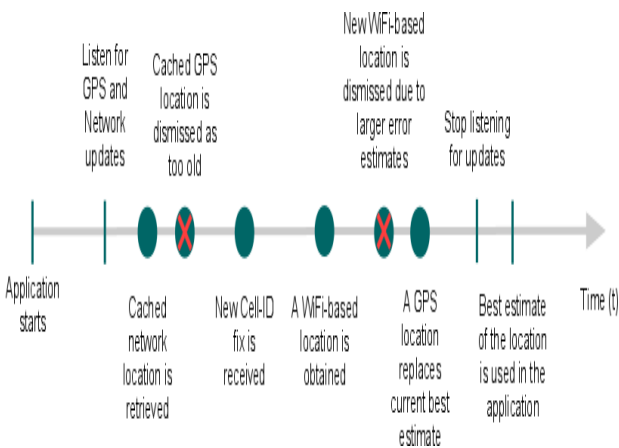 Listen for
GPS and
Network
updates
Cached GPS
location is
dismissed as
too old
New WiFi-based
location is
dismissed due to
larger error
estimates
Stop listening
for updates
Application
starts
Cached
network
location is
retrieved
New Cell-ID
fix is
received
A WiFi-based
location is
obtained
A GPS
location
replaces
current best
estimate
Best estimate
of the location
is used in the
application
Time (t)